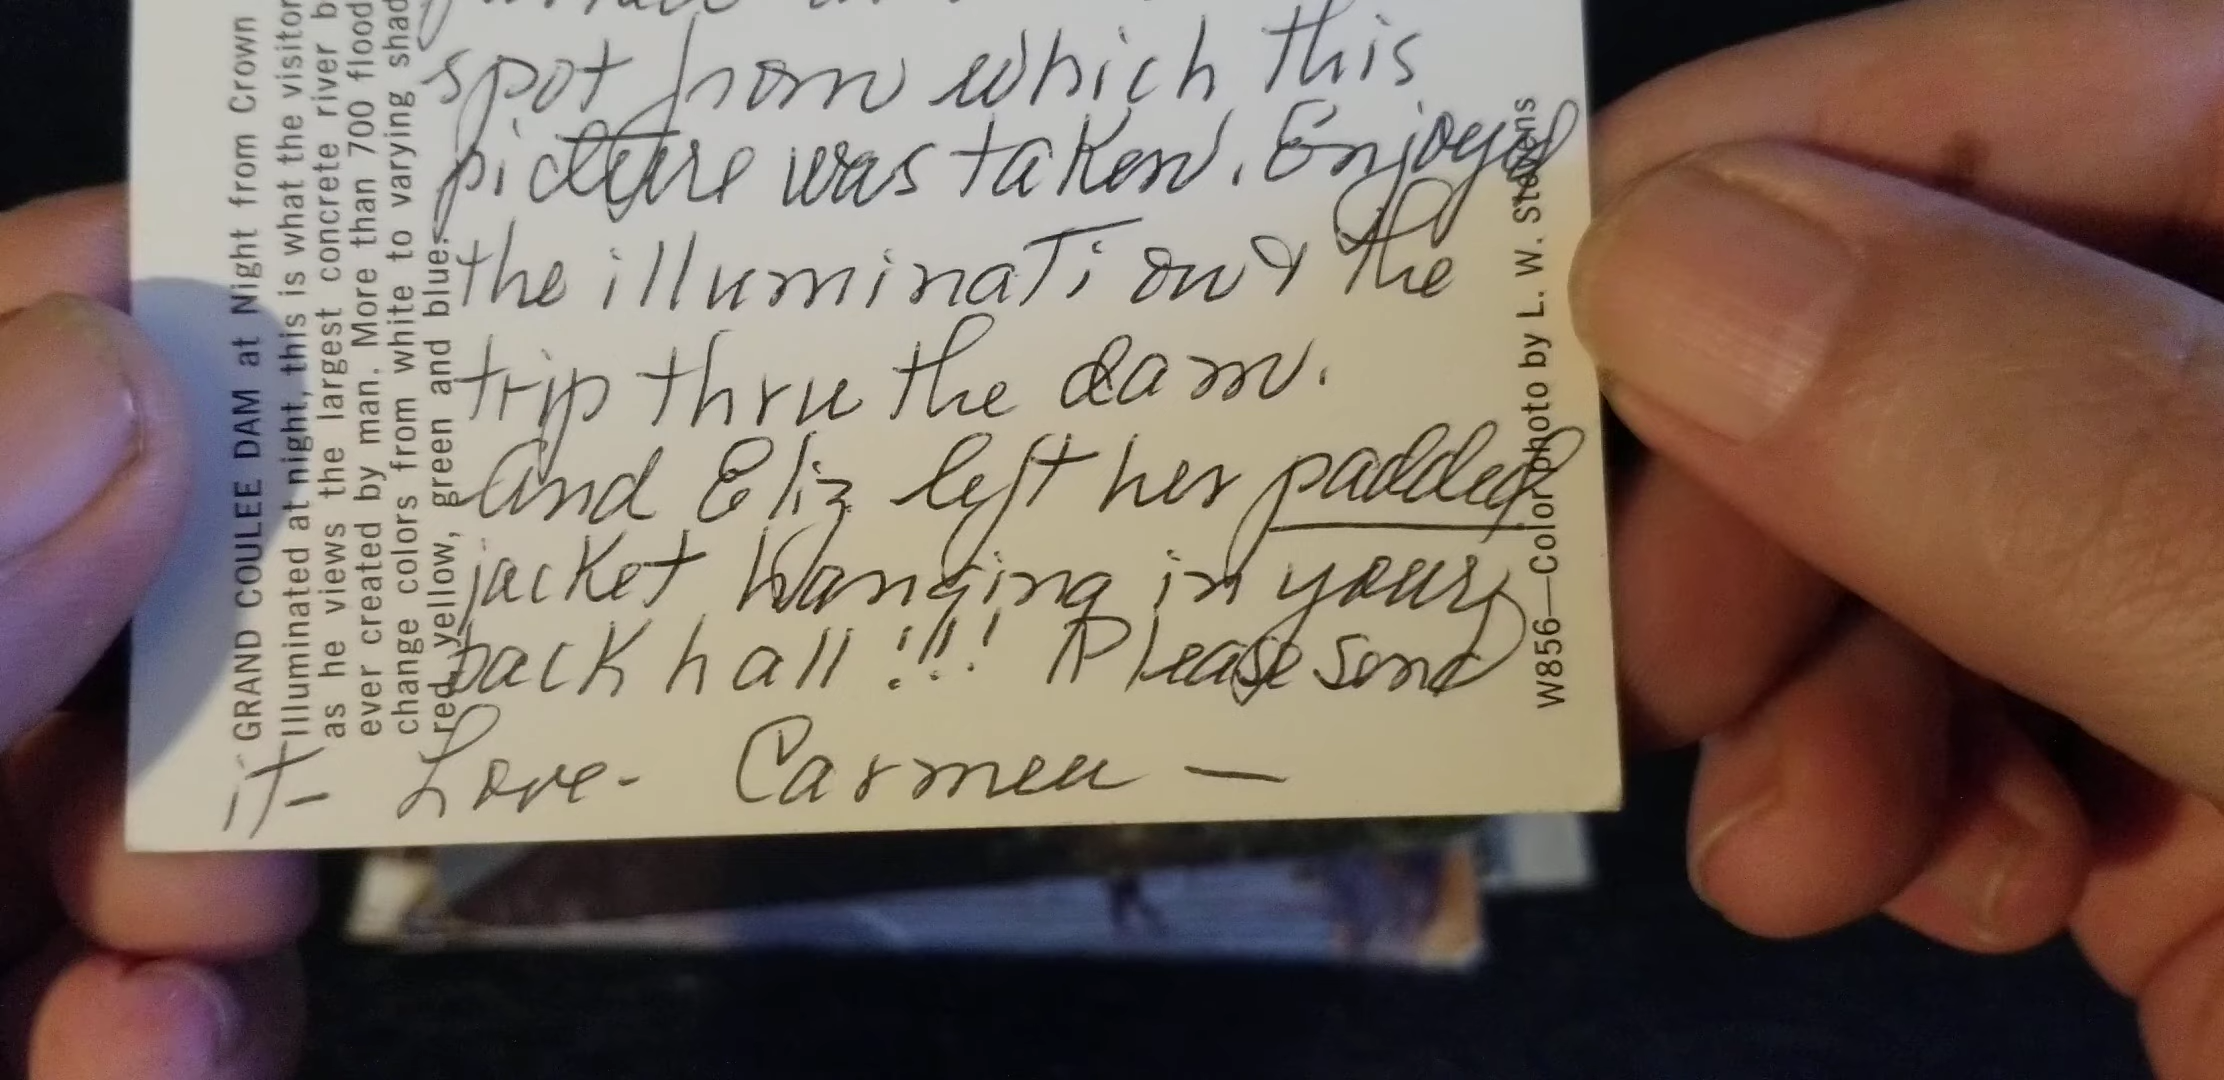 spot from which this
picture was taken. Enjoyed
the illumination & the
trip thru the dam.
And Eliz left her padded
jacket hanging in your
back hall!!! Please send
it - Love - Carmen —
GRAND COULEE DAM at Night from Crown
Illuminated at night, this is what the visitor
as he views the largest concrete river b
ever created by man. More than 700 flood
change colors from white to varying shad
red, yellow, green and blue.
W856—Color photo by L. W. Stevens